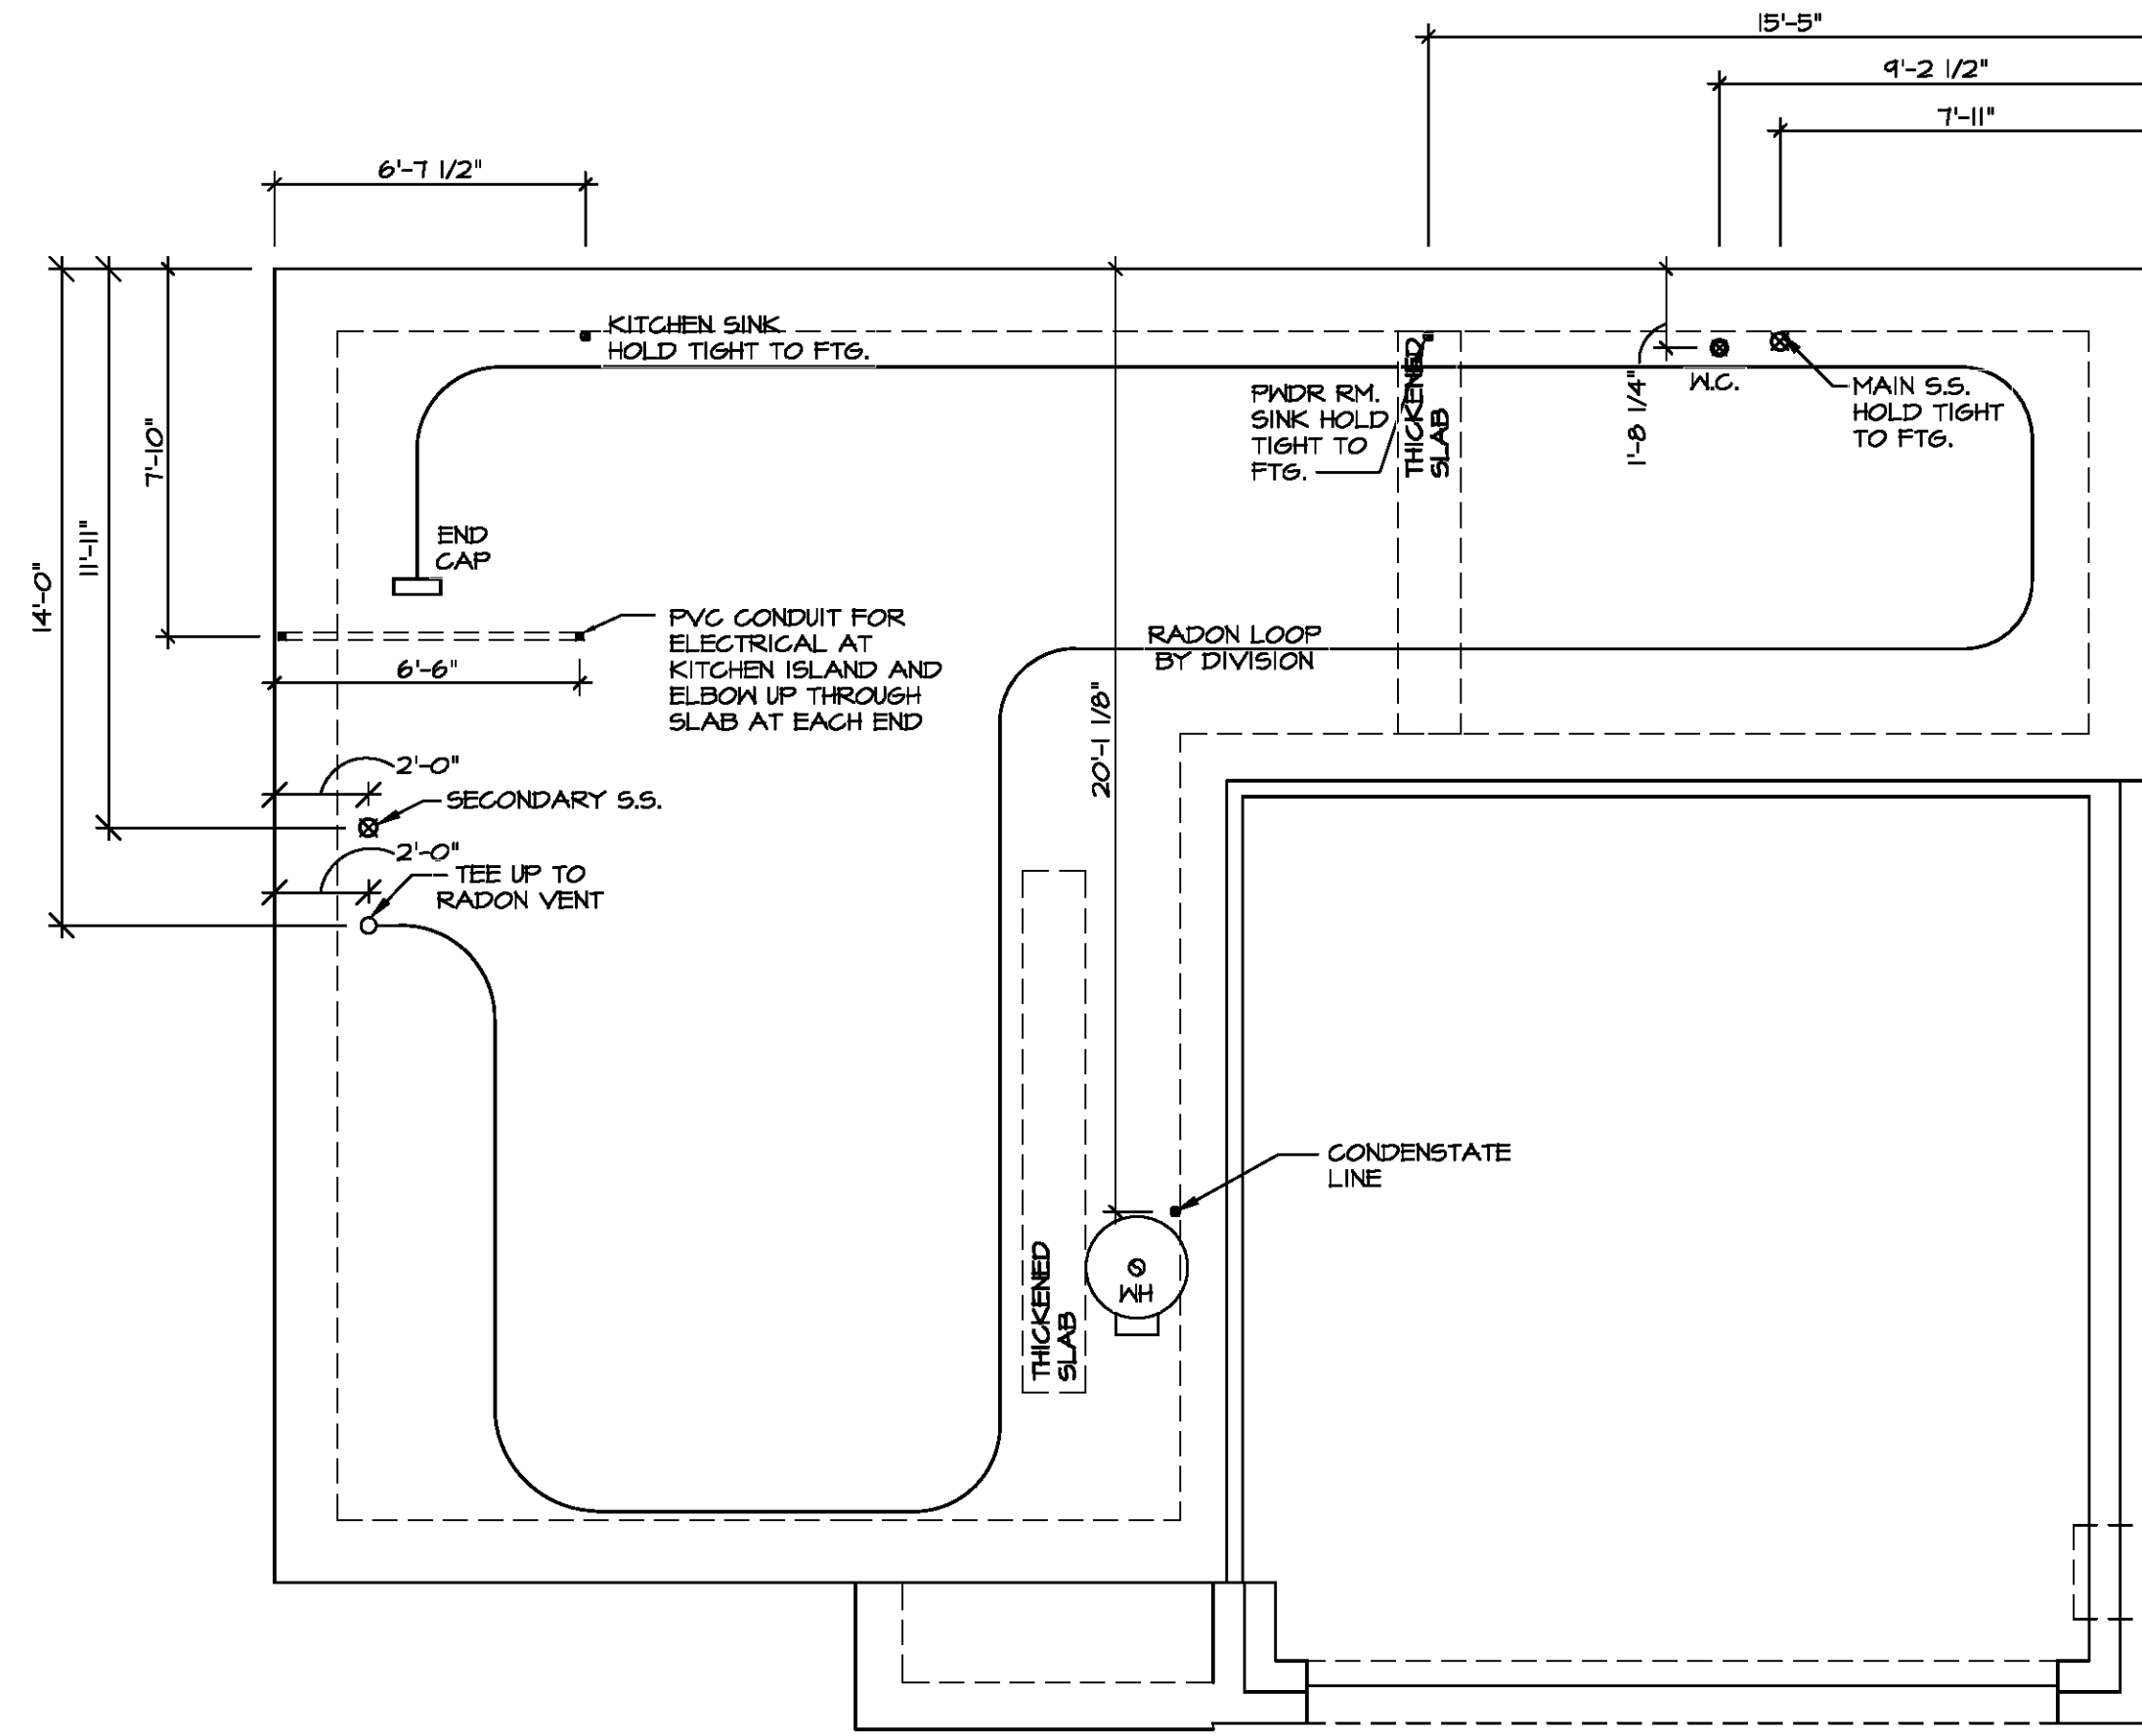 15'-5"
9'-2 1/2"
7'-11"
6'-7 1/2"
KITCHEN SINK
HOLD TIGHT TO FTG.
PWDR RM.
SINK HOLD
TIGHT TO
FTG.
THICKENED
SLAB
1'-8 1/4"
W.C.
MAIN S.S.
HOLD TIGHT
TO FTG.
7'-10"
11'-11"
14'-0"
END
CAP
PVC CONDUIT FOR
ELECTRICAL AT
KITCHEN ISLAND AND
ELBOW UP THROUGH
SLAB AT EACH END
6'-6"
RADON LOOP
BY DIVISION
20'-1 1/8"
2'-0"
SECONDARY S.S.
2'-0"
TEE UP TO
RADON VENT
CONDENSTATE
LINE
THICKENED
SLAB
WH